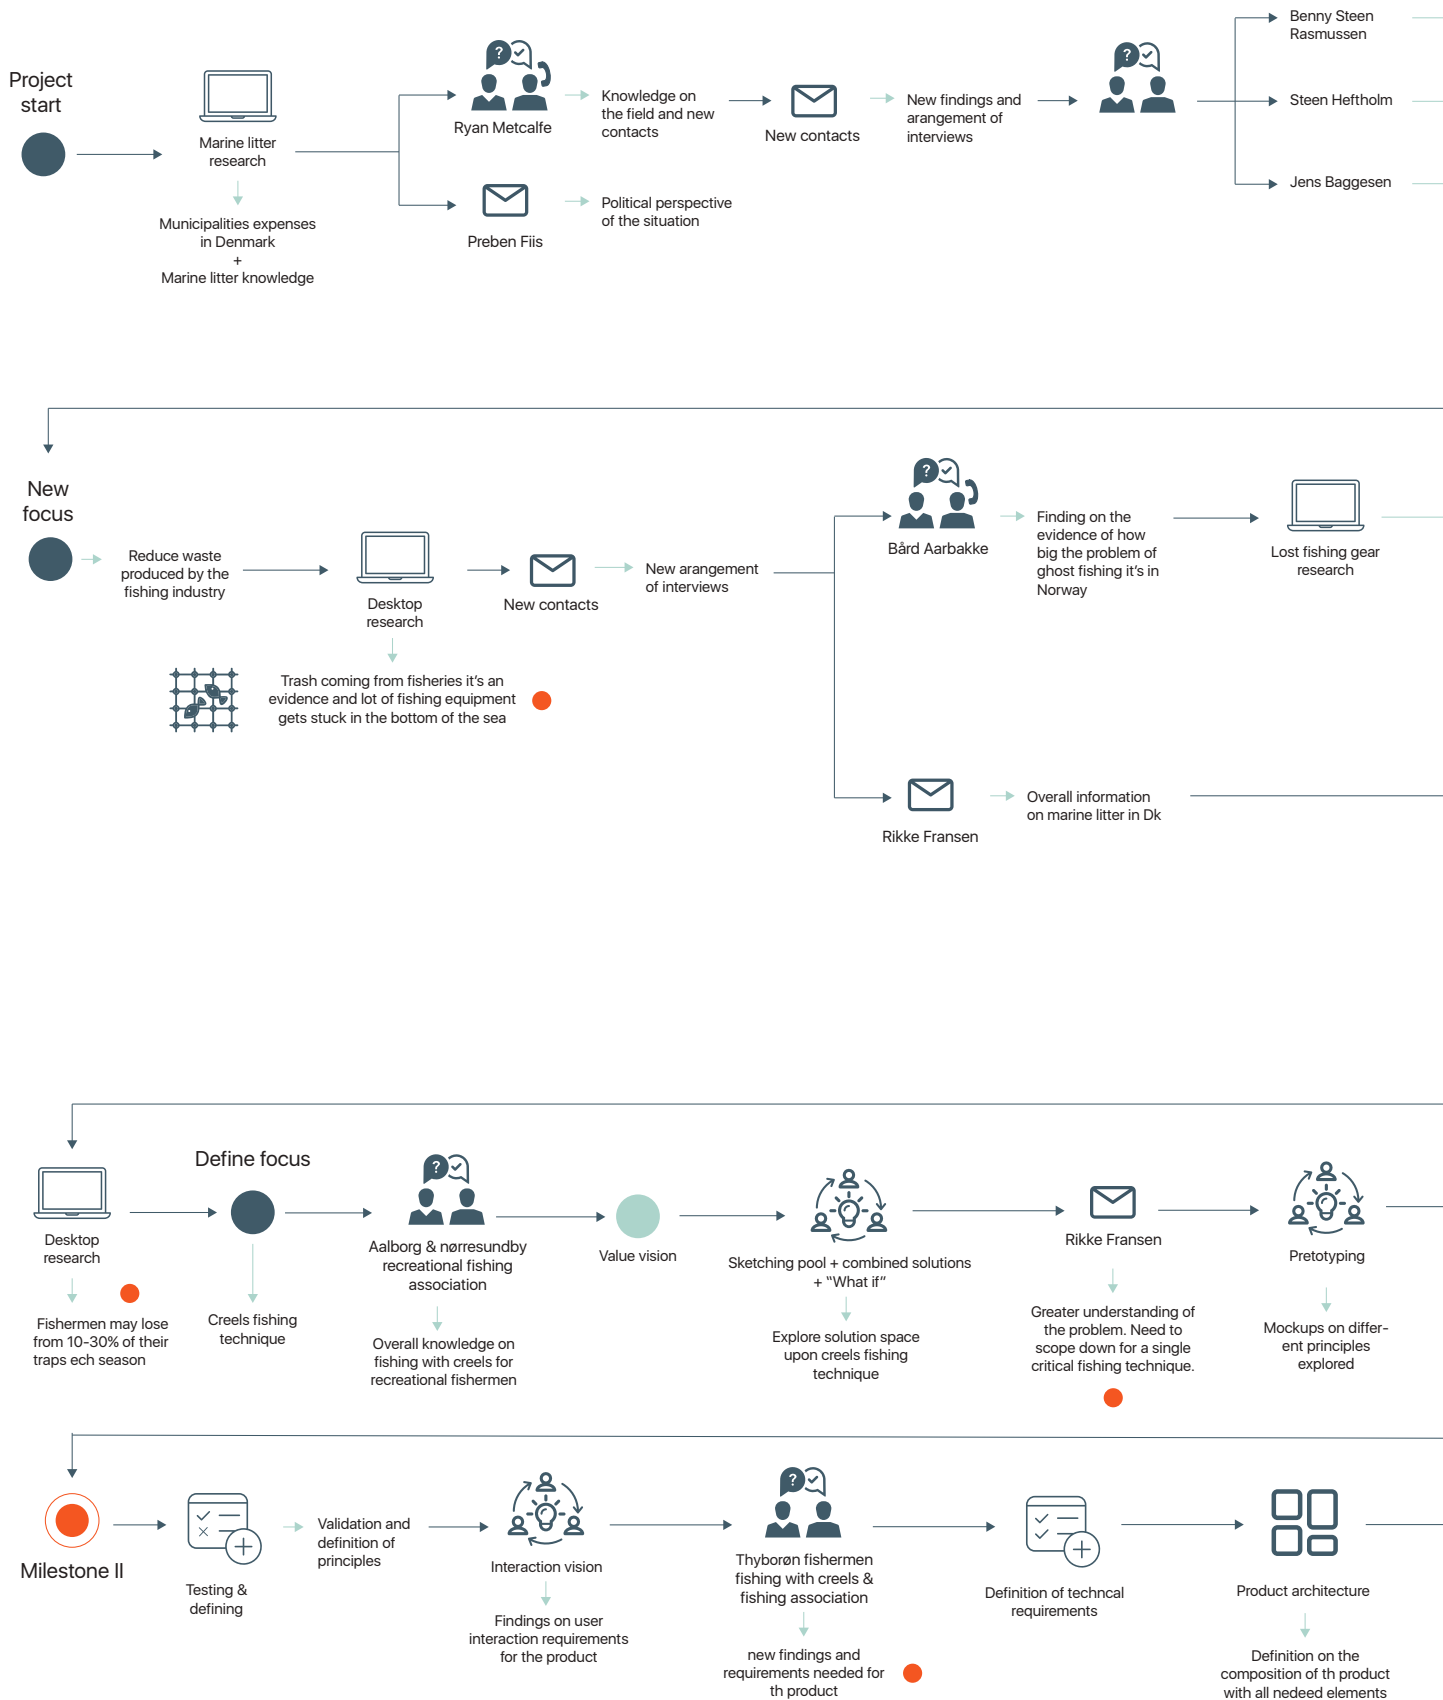 Project
start
Marine litter
research
Municipalities expenses
in Denmark
+
Marine litter knowledge
?
Ryan Metcalfe
Knowledge on
the field and new
contacts
New contacts
New findings and
arangement of
interviews
?
Benny Steen
Rasmussen
Steen Heftholm
Jens Baggesen
Preben Fiis
Political perspective
of the situation
New
focus
Reduce waste
produced by the
fishing industry
Desktop
research
Trash coming from fisheries it's an
evidence and lot of fishing equipment
gets stuck in the bottom of the sea
New contacts
New arangement
of interviews
?
Bård Aarbakke
Finding on the
evidence of how
big the problem of
ghost fishing it's in
Norway
Lost fishing gear
research
Rikke Fransen
Overall information
on marine litter in Dk
Desktop
research
Fishermen may lose
from 10-30% of their
traps ech season
Define focus
Creels fishing
technique
?
Aalborg & nørresundby
recreational fishing
association
Overall knowledge on
fishing with creels for
recreational fishermen
Value vision
Sketching pool + combined solutions
+ “What if”
Explore solution space
upon creels fishing
technique
Rikke Fransen
Greater understanding of
the problem. Need to
scope down for a single
critical fishing technique.
Pretotyping
Mockups on differ-
ent principles
explored
Milestone II
Testing &
defining
Validation and
definition of
principles
Interaction vision
Findings on user
interaction requirements
for the product
?
Thyborøn fishermen
fishing with creels &
fishing association
new findings and
requirements needed for
th product
Definition of techncal
requirements
Product architecture
Definition on the
composition of th product
with all nedeed elements